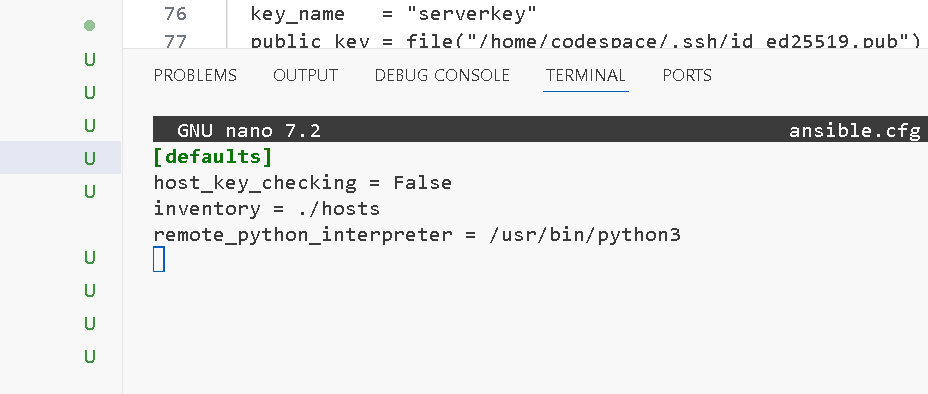 76 key_name = "serverkey"
77 public_key = file("/home/codespace/.ssh/id_ed25519.pub")
PROBLEMS OUTPUT DEBUG CONSOLE TERMINAL PORTS
GNU nano 7.2 ansible.cfg
[defaults]
host_key_checking = False
inventory = ./hosts
remote_python_interpreter = /usr/bin/python3
U
U
U
U
U
U
U
U
U